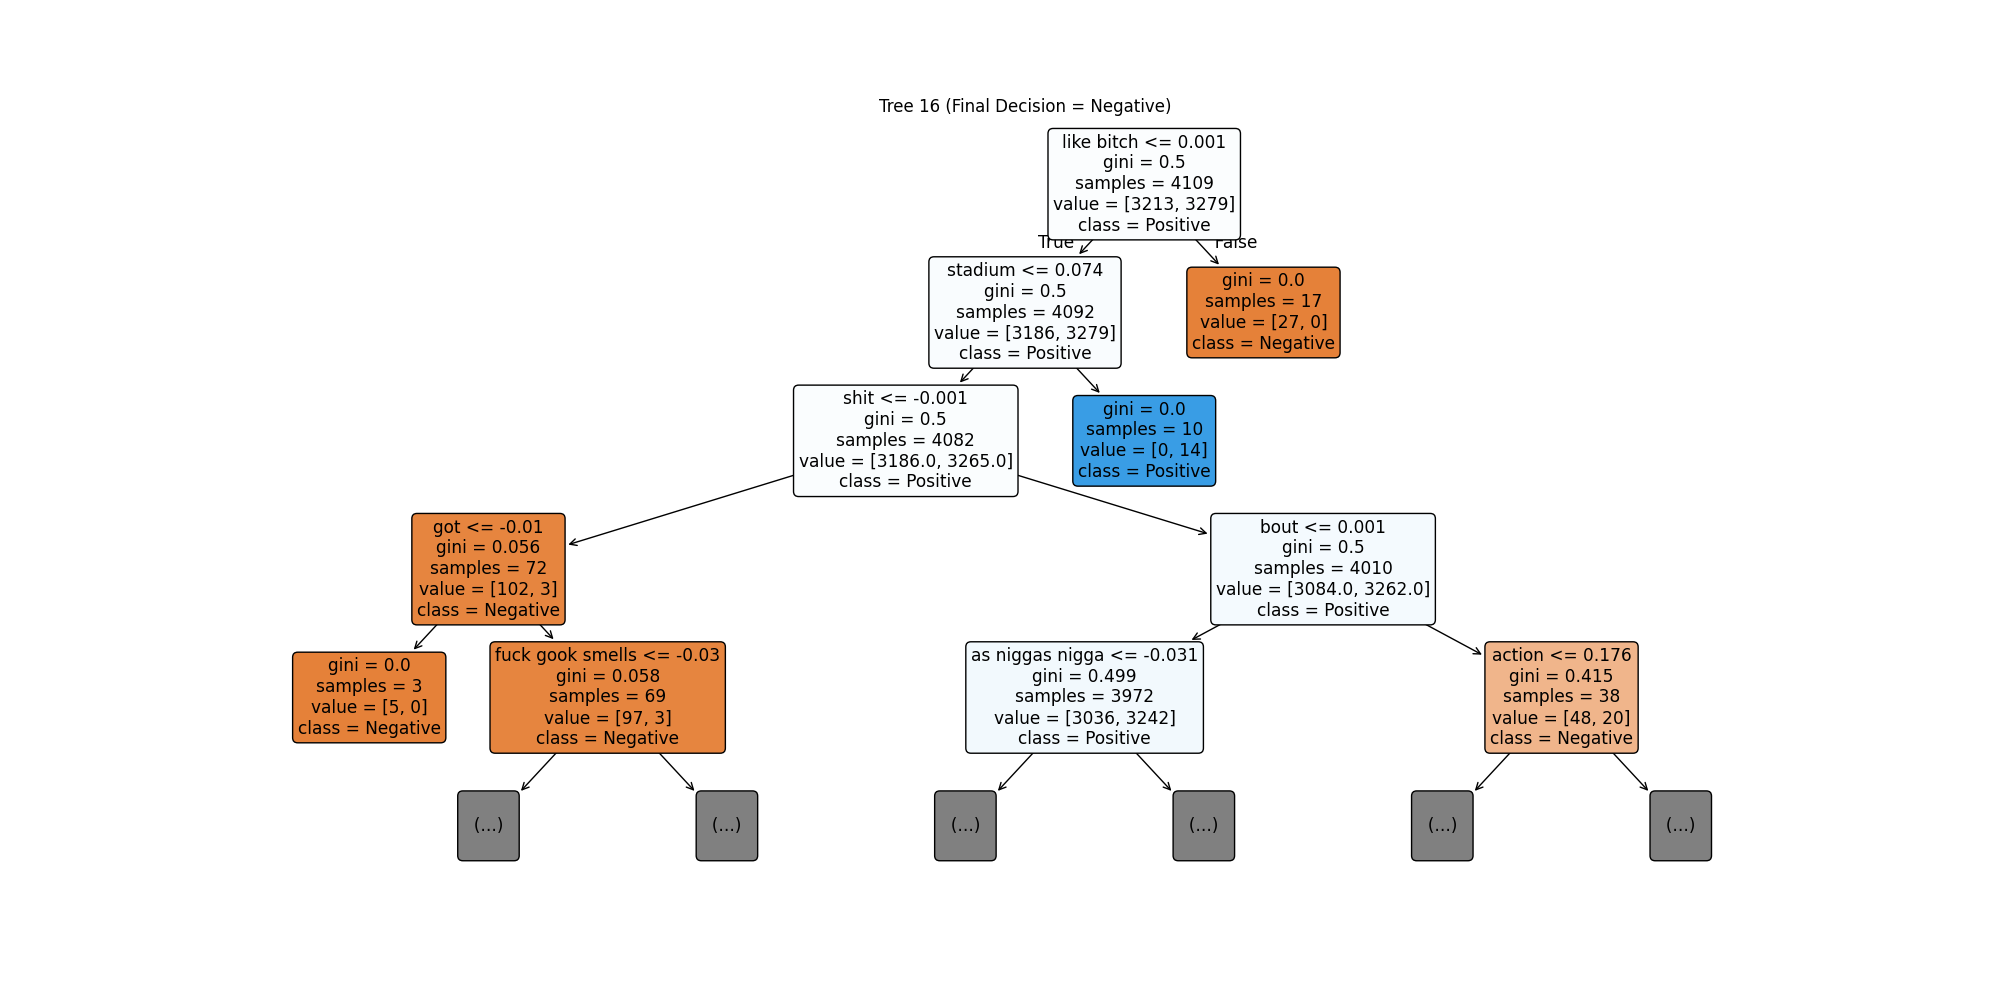 Tree 16 (Final Decision = Negative)
like bitch <= 0.001
gini = 0.5
samples = 4109
value = [3213, 3279]
class = Positive
True
False
stadium <= 0.074
gini = 0.5
samples = 4092
value = [3186, 3279]
class = Positive
gini = 0.0
samples = 17
value = [27, 0]
class = Negative
shit <= -0.001
gini = 0.5
samples = 4082
value = [3186.0, 3265.0]
class = Positive
gini = 0.0
samples = 10
value = [0, 14]
class = Positive
got <= -0.01
gini = 0.056
samples = 72
value = [102, 3]
class = Negative
bout <= 0.001
gini = 0.5
samples = 4010
value = [3084.0, 3262.0]
class = Positive
gini = 0.0
samples = 3
value = [5, 0]
class = Negative
fuck gook smells <= -0.03
gini = 0.058
samples = 69
value = [97, 3]
class = Negative
as niggas nigga <= -0.031
gini = 0.499
samples = 3972
value = [3036, 3242]
class = Positive
action <= 0.176
gini = 0.415
samples = 38
value = [48, 20]
class = Negative
(...)
(...)
(...)
(...)
(...)
(...)